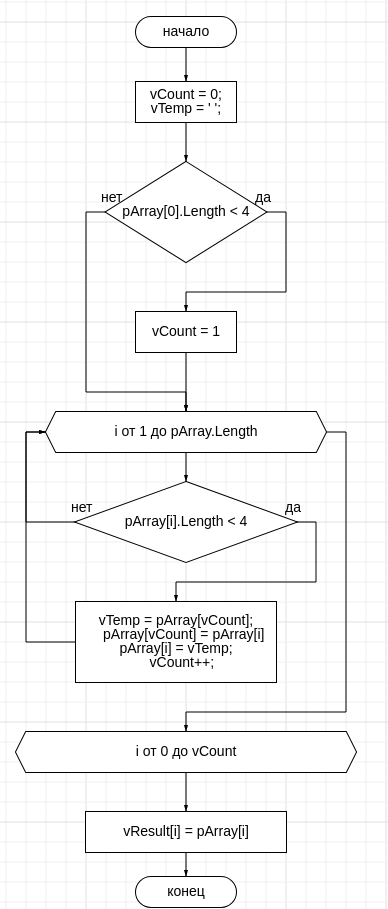 начало
vCount = 0;
vTemp = ' ';
нет
да
pArray[0].Length < 4
vCount = 1
i от 1 до pArray.Length
нет
да
pArray[i].Length < 4
vTemp = pArray[vCount];
pArray[vCount] = pArray[i]
pArray[i] = vTemp;
vCount++;
i от 0 до vCount
vResult[i] = pArray[i]
конец